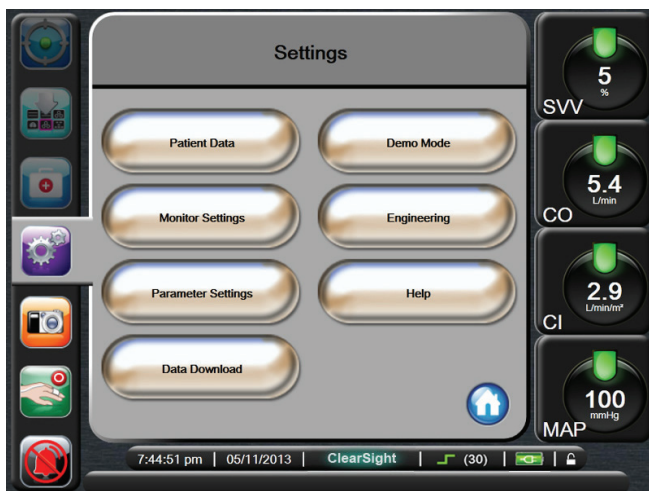 Settings
Patient Data
Demo Mode
Monitor Settings
Engineering
Parameter Settings
Help
Data Download
5
%
SVV
5.4
L/min
CO
2.9
L/min/m²
CI
100
mmHg
MAP
7:44:51 pm | 05/11/2013 | ClearSight | (30)